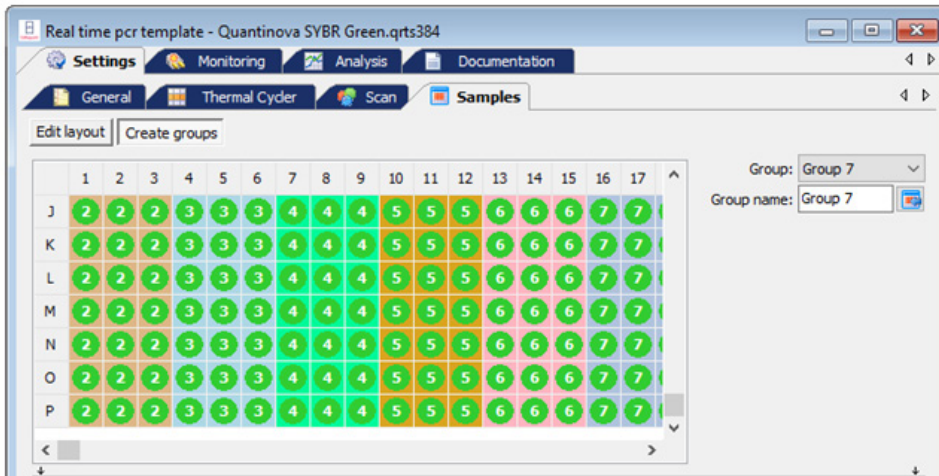 Real time pcr template - Quantinova SYBR Green.qrts384
Settings Monitoring Analysis Documentation
General Thermal Cycler Scan Samples
Edit layout Create groups
Group: Group 7
Group name: Group 7
1 2 3 4 5 6 7 8 9 10 11 12 13 14 15 16 17
J 2 2 2 3 3 3 4 4 4 5 5 5 6 6 6 7 7
K 2 2 2 3 3 3 4 4 4 5 5 5 6 6 6 7 7
L 2 2 2 3 3 3 4 4 4 5 5 5 6 6 6 7 7
M 2 2 2 3 3 3 4 4 4 5 5 5 6 6 6 7 7
N 2 2 2 3 3 3 4 4 4 5 5 5 6 6 6 7 7
O 2 2 2 3 3 3 4 4 4 5 5 5 6 6 6 7 7
P 2 2 2 3 3 3 4 4 4 5 5 5 6 6 6 7 7